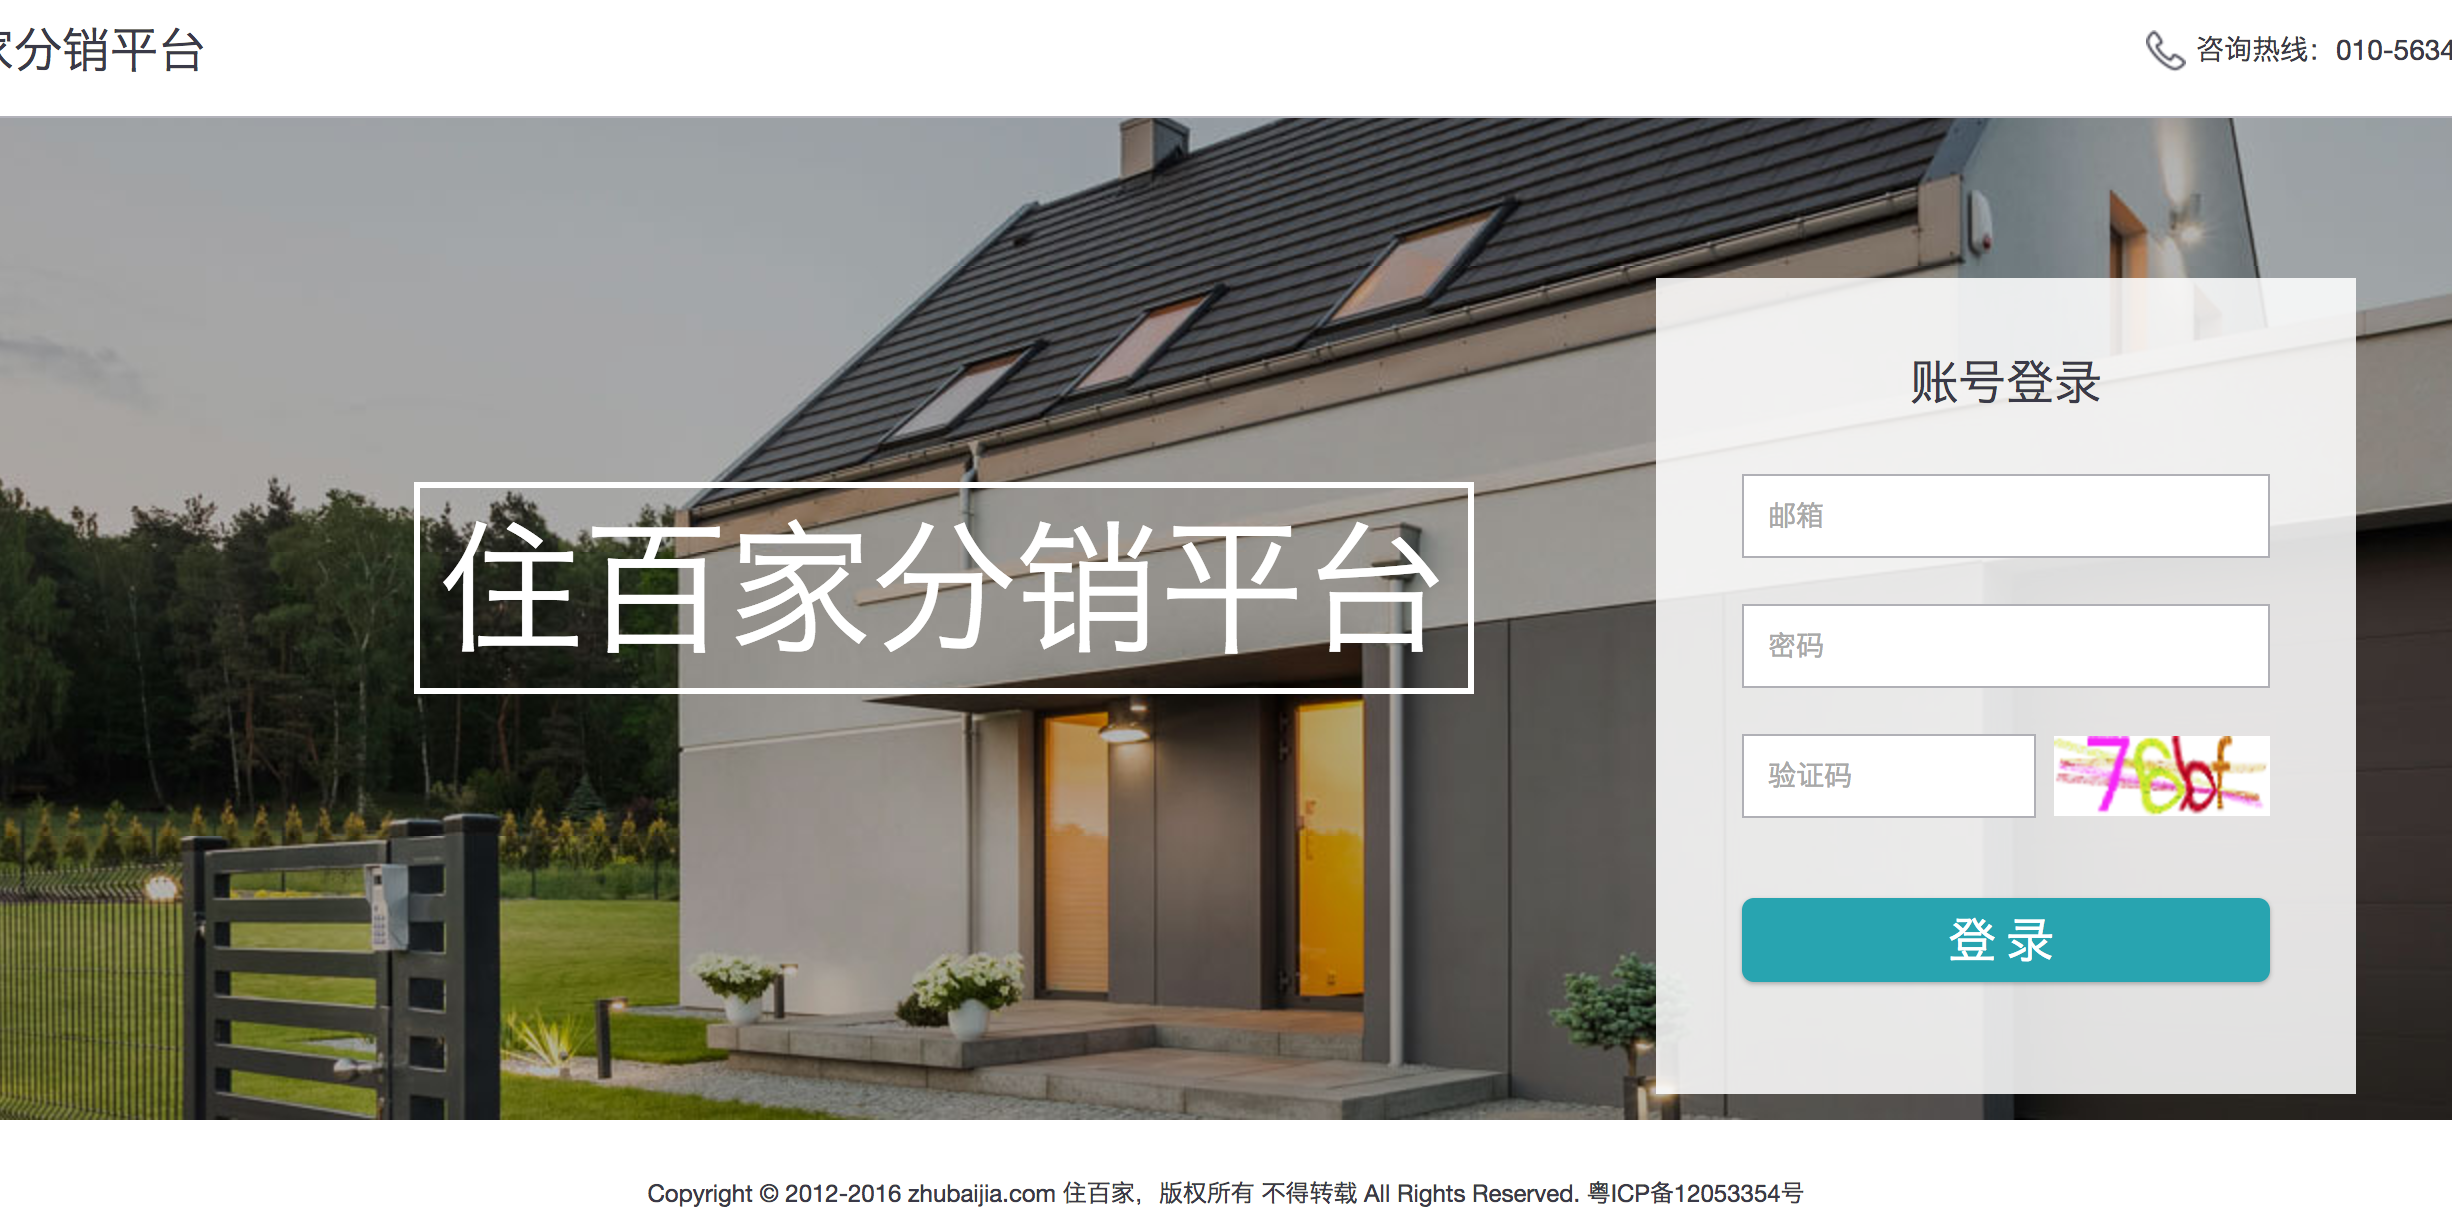 家分销平台
咨询热线：010-5634
账号登录
邮箱
住百家分销平台
密码
验证码
76bf
登 录
Copyright © 2012-2016 zhubaijia.com 住百家，版权所有 不得转载 All Rights Reserved. 粤ICP备12053354号